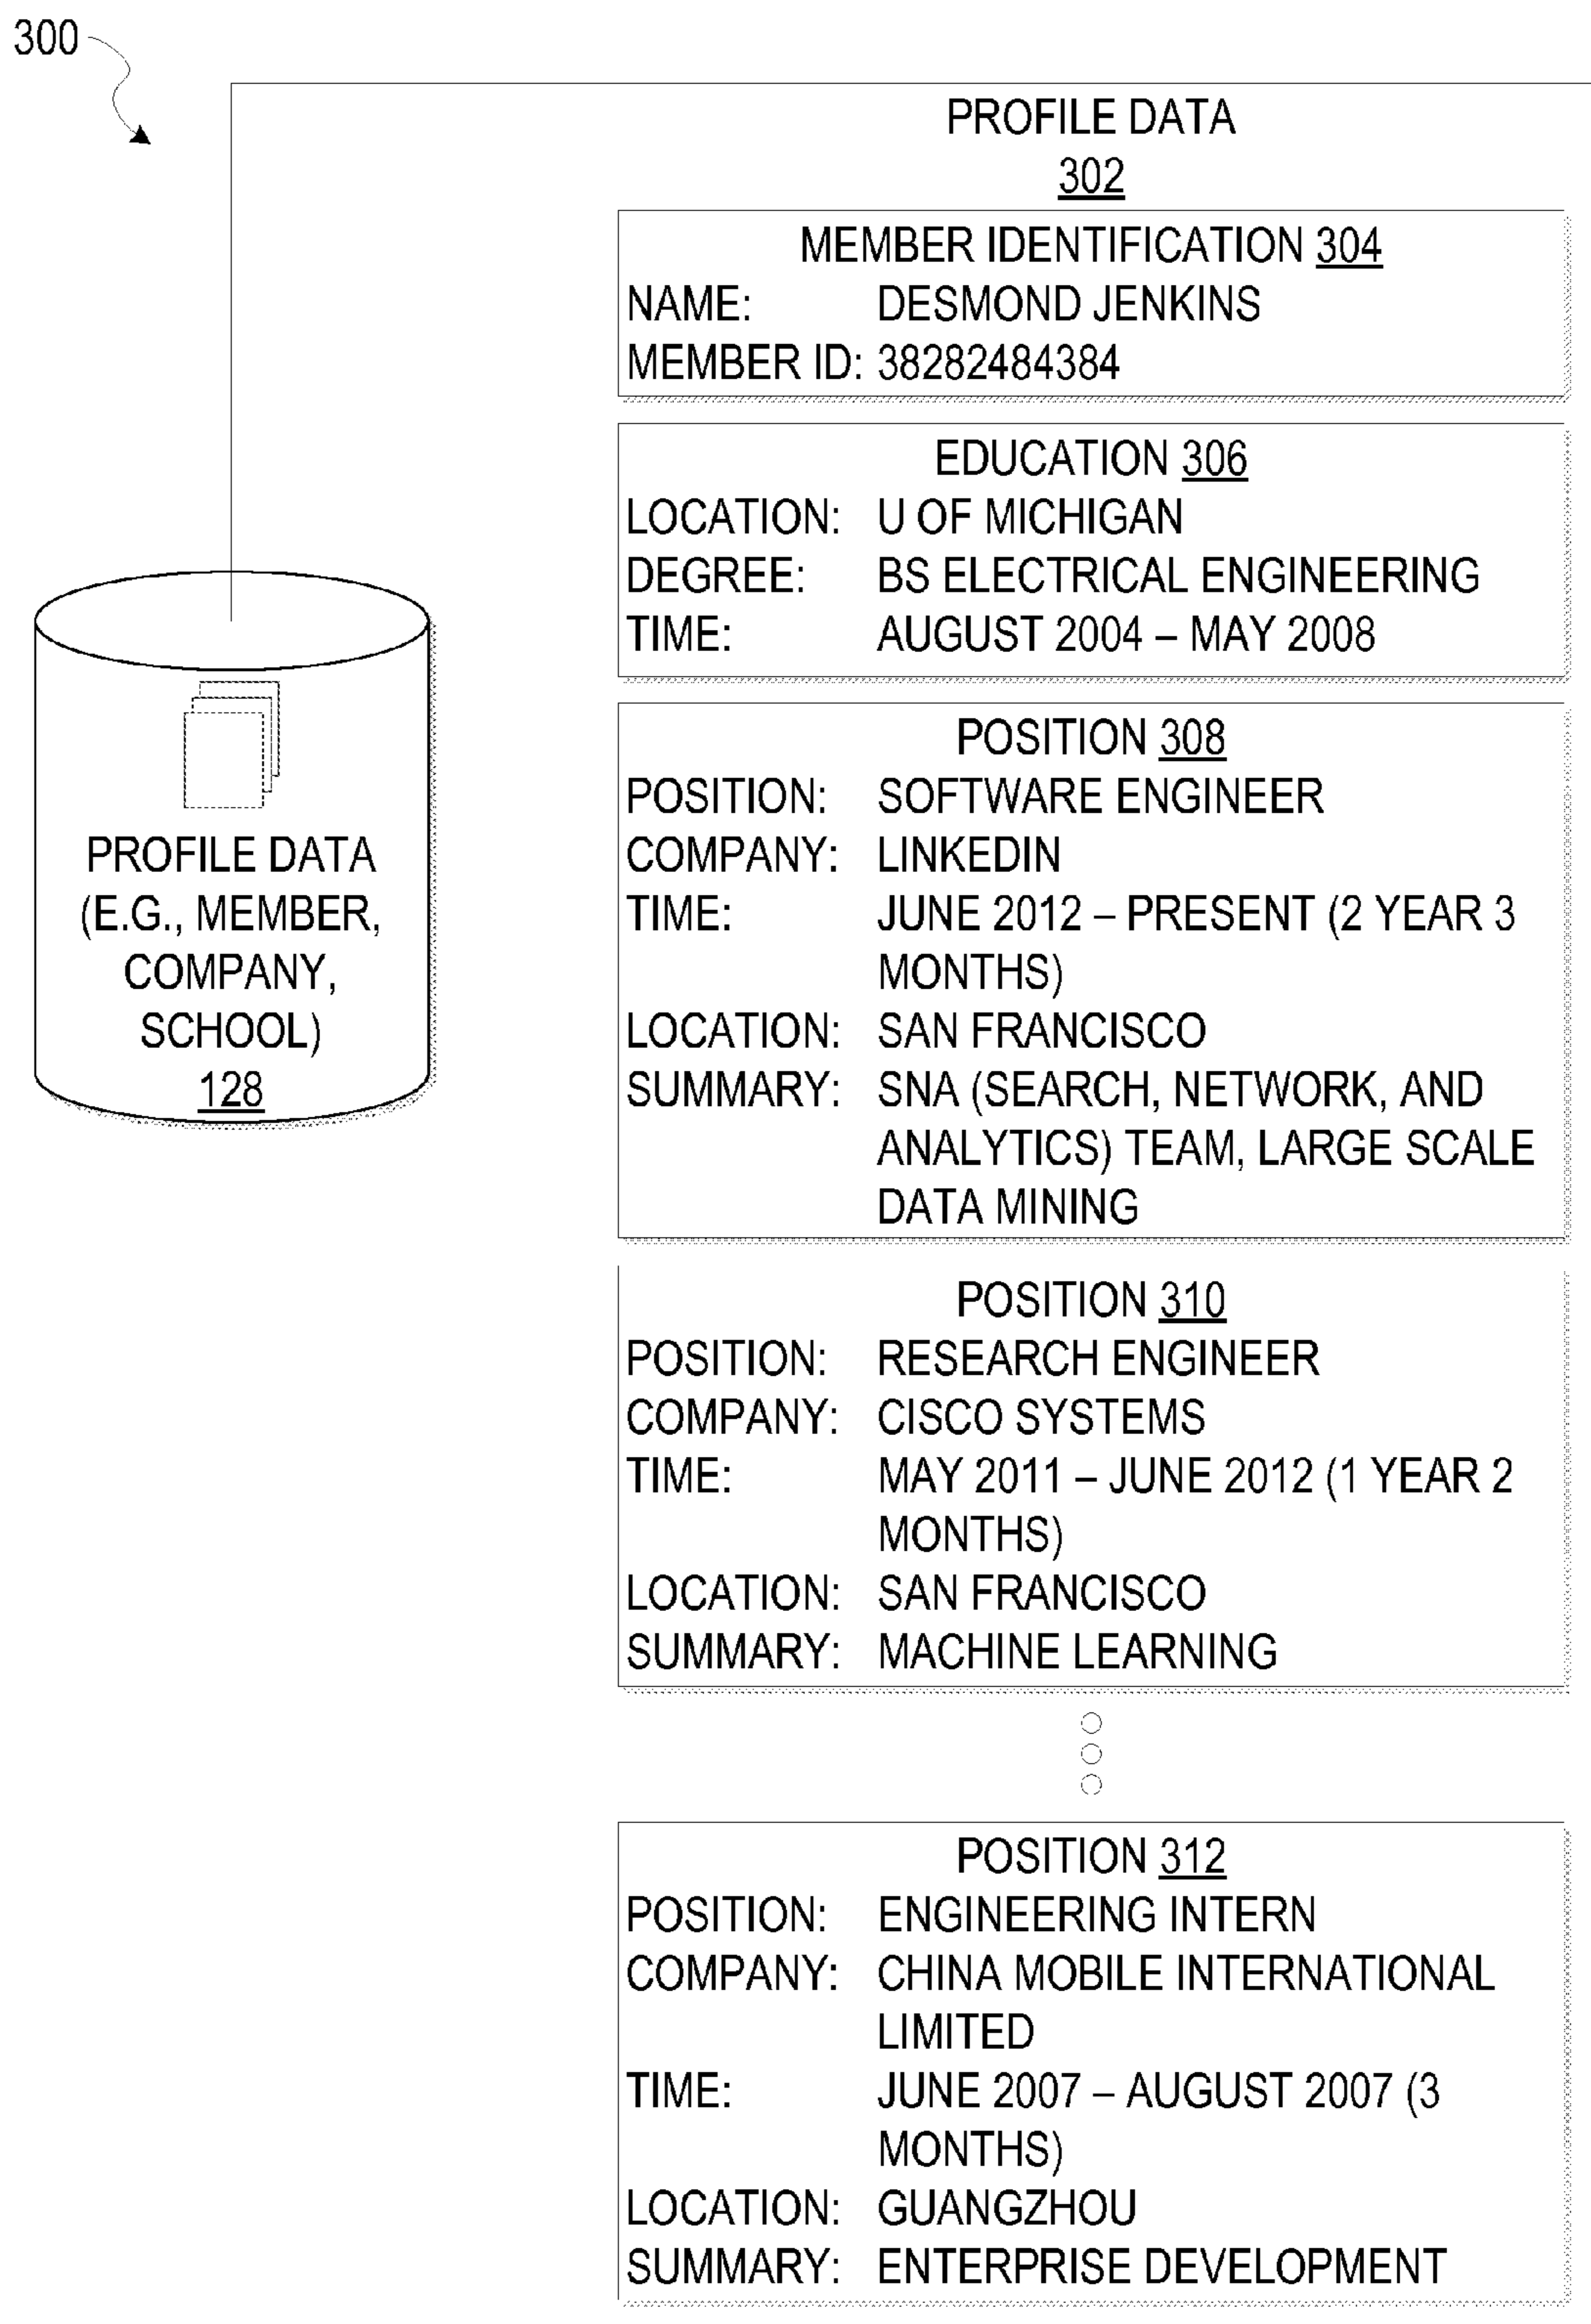 300
PROFILE DATA
302
MEMBER IDENTIFICATION 304
NAME: DESMOND JENKINS
MEMBER ID: 38282484384
EDUCATION 306
LOCATION: U OF MICHIGAN
DEGREE: BS ELECTRICAL ENGINEERING
TIME: AUGUST 2004 – MAY 2008
PROFILE DATA
(E.G., MEMBER,
COMPANY,
SCHOOL)
128
POSITION 308
POSITION: SOFTWARE ENGINEER
COMPANY: LINKEDIN
TIME: JUNE 2012 – PRESENT (2 YEAR 3
MONTHS)
LOCATION: SAN FRANCISCO
SUMMARY: SNA (SEARCH, NETWORK, AND
ANALYTICS) TEAM, LARGE SCALE
DATA MINING
POSITION 310
POSITION: RESEARCH ENGINEER
COMPANY: CISCO SYSTEMS
TIME: MAY 2011 – JUNE 2012 (1 YEAR 2
MONTHS)
LOCATION: SAN FRANCISCO
SUMMARY: MACHINE LEARNING
POSITION 312
POSITION: ENGINEERING INTERN
COMPANY: CHINA MOBILE INTERNATIONAL
LIMITED
TIME: JUNE 2007 – AUGUST 2007 (3
MONTHS)
LOCATION: GUANGZHOU
SUMMARY: ENTERPRISE DEVELOPMENT